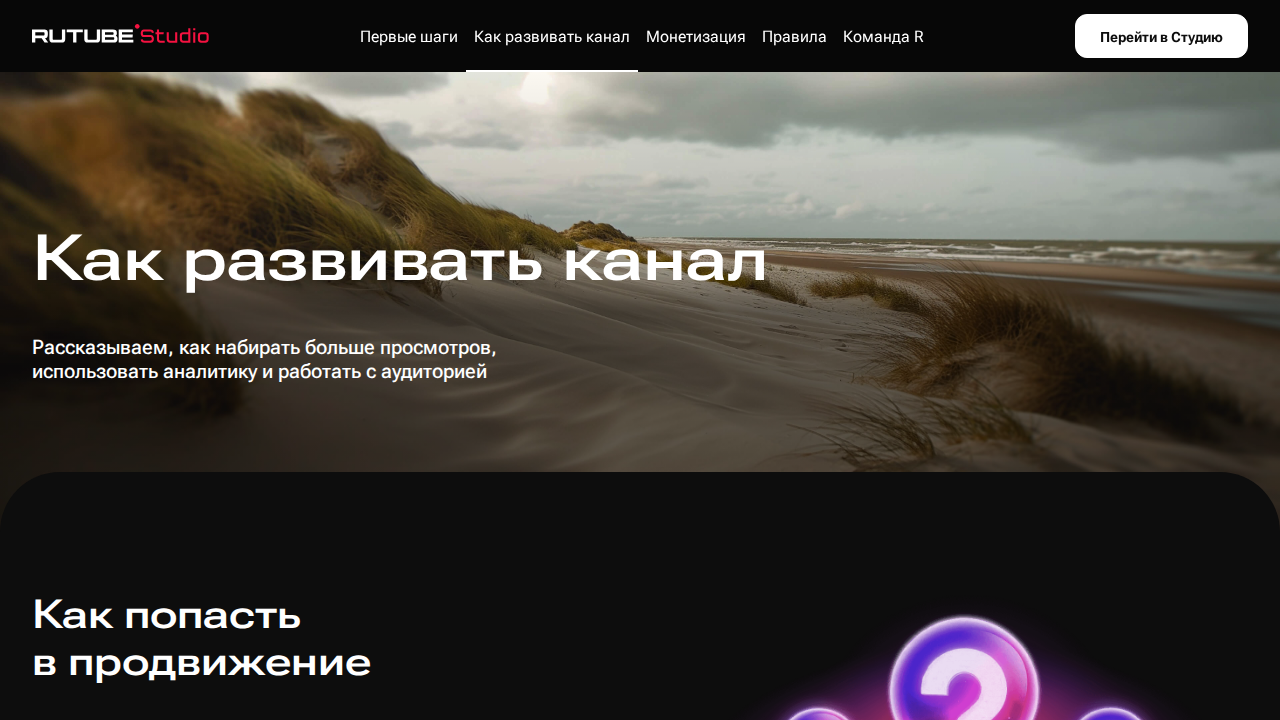 RUTUBE Studio
Первые шаги
Как развивать канал
Монетизация
Правила
Команда R
Перейти в Студию
Как развивать канал
Рассказываем, как набирать больше просмотров,
использовать аналитику и работать с аудиторией
Как попасть
в продвижение
?